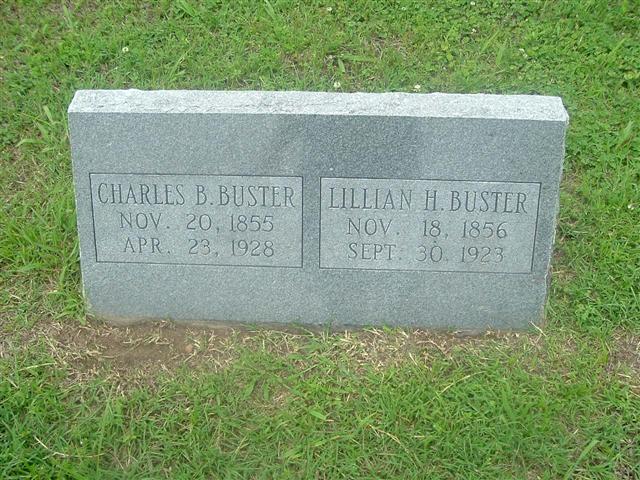 CHARLES B. BUSTER
NOV. 20, 1855
APR. 23, 1928
LILLIAN H. BUSTER
NOV. 18, 1856
SEPT. 30, 1923